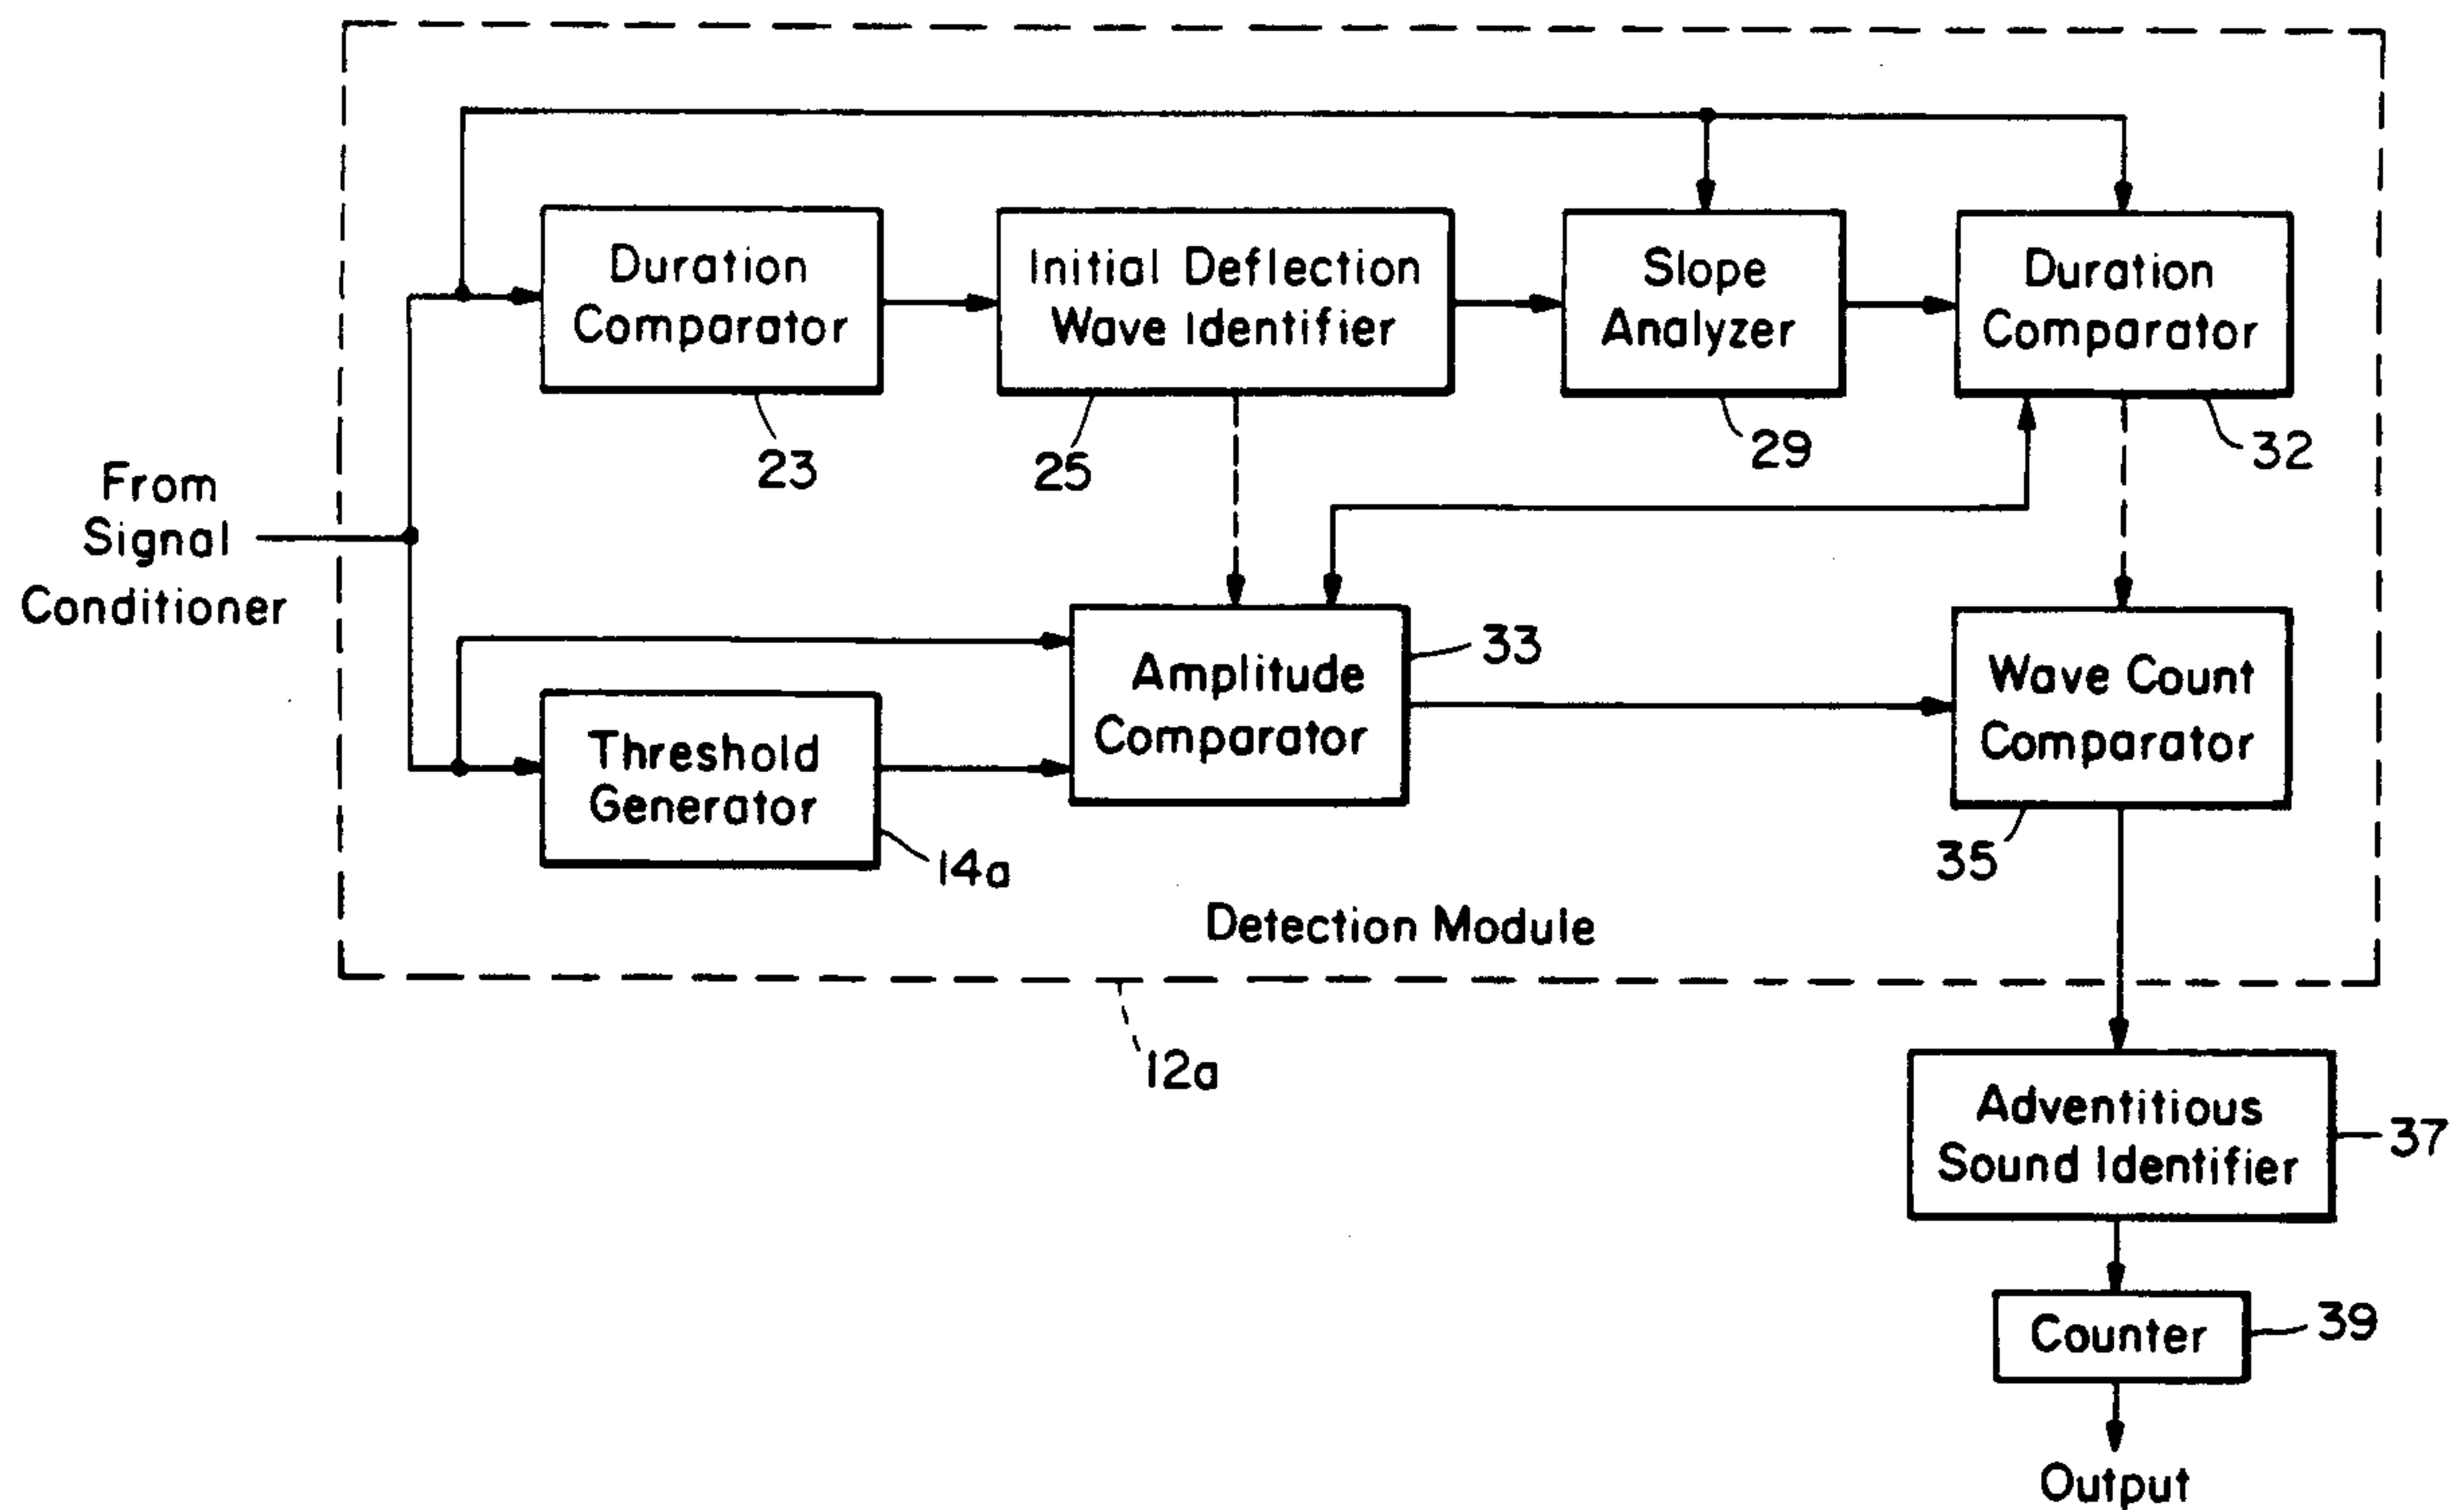 Duration
Comparator
23
Initial Deflection
Wave Identifier
25
Slope
Analyzer
29
Duration
Comparator
32
From
Signal
Conditioner
Amplitude
Comparator
33
Wave Count
Comparator
35
Threshold
Generator
14a
Detection Module
12a
Adventitious
Sound Identifier
37
Counter
39
Output